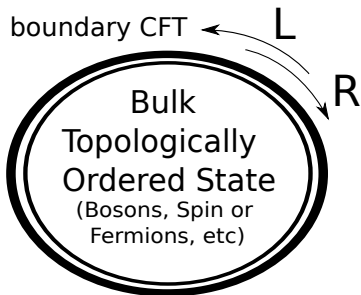 boundary CFT
L
R
Bulk
Topologically
Ordered State
(Bosons, Spin or
Fermions, etc)